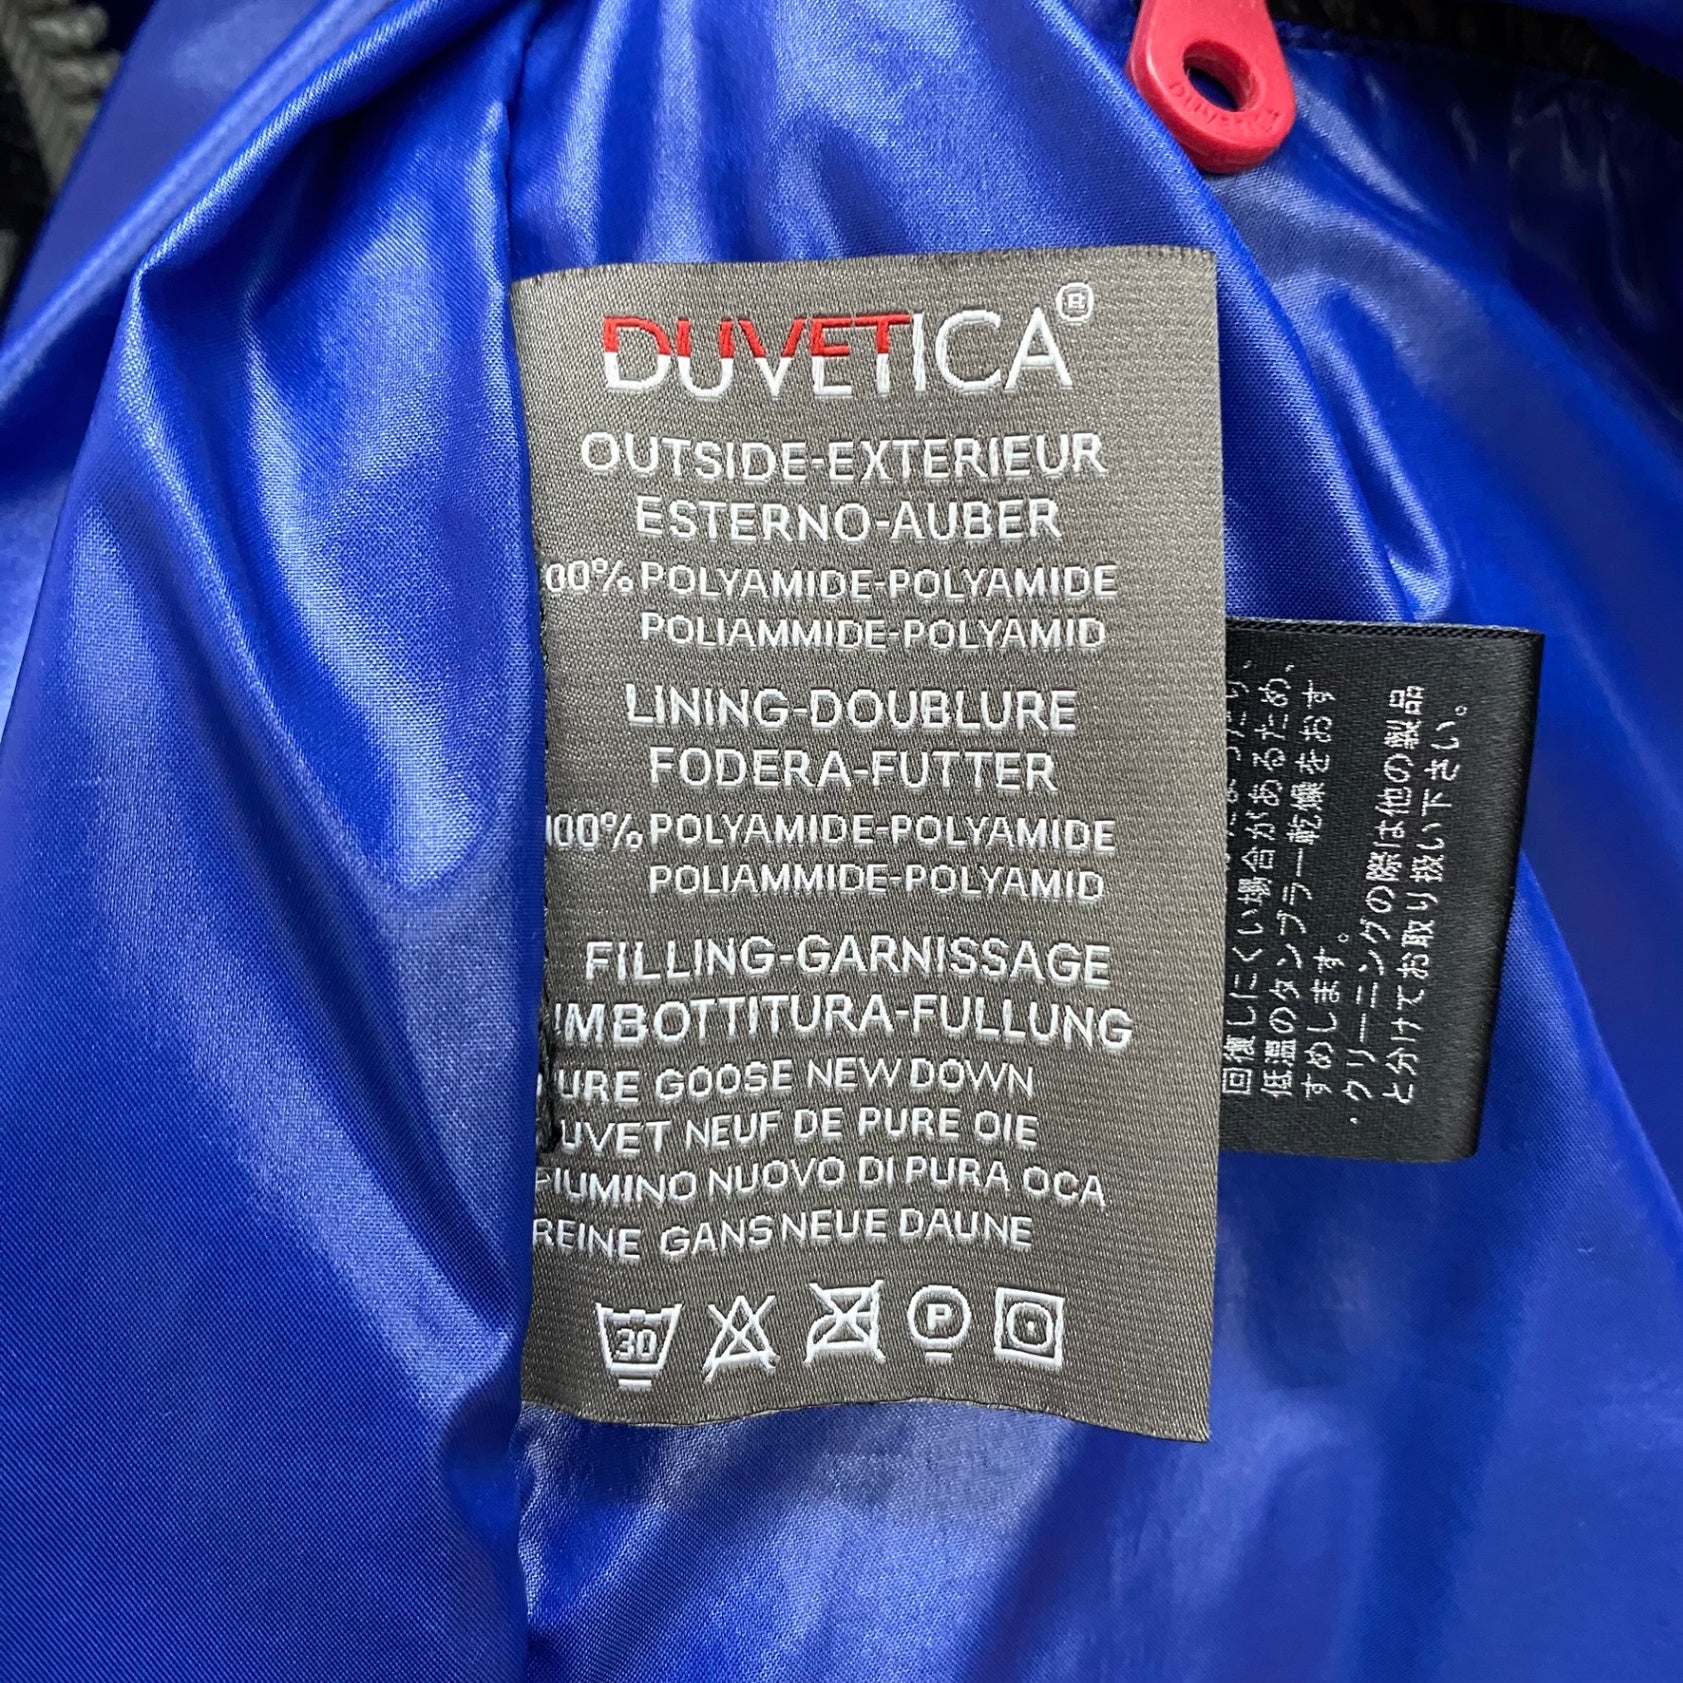 DUVETICA®
OUTSIDE-EXTERIEUR
ESTERNO-AUBER
00% POLYAMIDE-POLYAMIDE
POLIAMMIDE-POLYAMID
LINING-DOUBLURE
FODERA-FUTTER
100% POLYAMIDE-POLYAMIDE
POLIAMMIDE-POLYAMID
FILLING-GARNISSAGE
IMBOTTITURA-FULLUNG
URE GOOSE NEW DOWN
UVET NEUF DE PURE OIE
FIUMINO NUOVO DI PURA OCA
REINE GANS NEUE DAUNE
30 P
回復しにくい場合があるため、
低温のタンブラー乾燥をおす
すめします。
・クリーニングの際は他の製品
と分けてお取り扱い下さい。